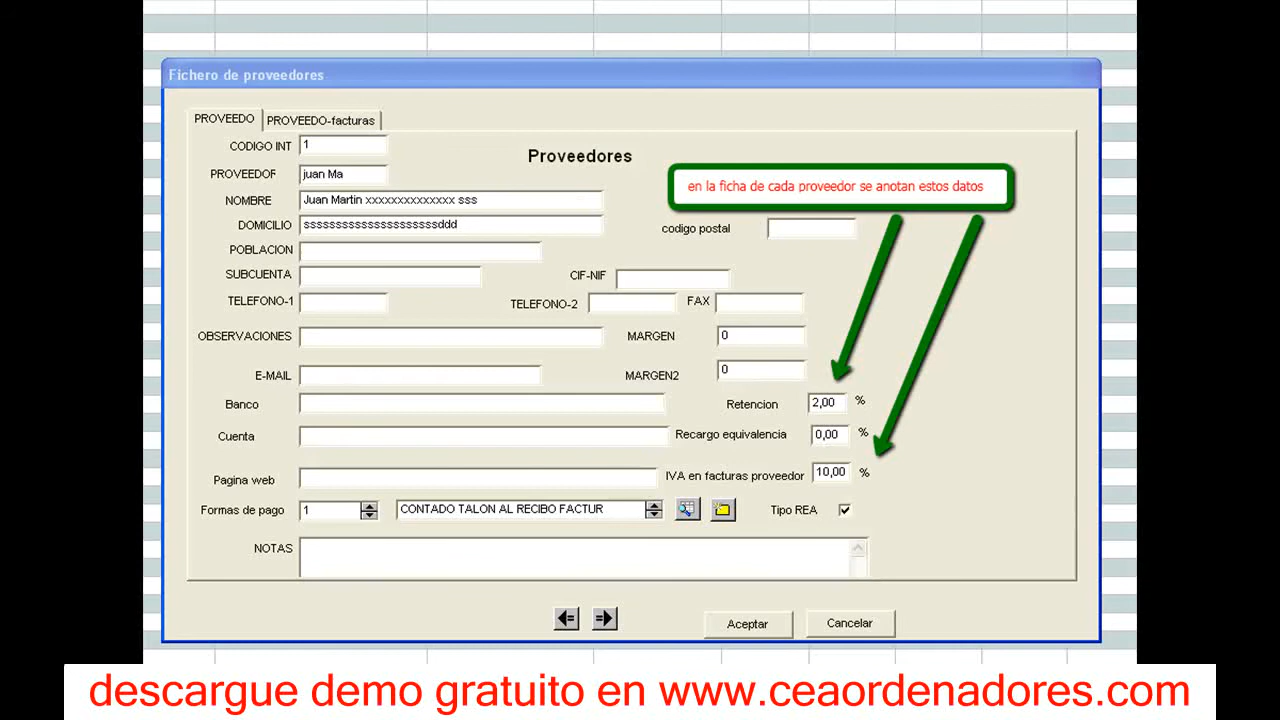 Fichero de proveedores
PROVEEDO PROVEEDO-facturas
CODIGO INT 1
Proveedores
PROVEEDOF juan Ma
en la ficha de cada proveedor se anotan estos datos
NOMBRE Juan Martin xxxxxxxxxxxxxx sss
DOMICILIO sssssssssssssssssssssddd
codigo postal
POBLACION
SUBCUENTA CIF-NIF
TELEFONO-1 TELEFONO-2 FAX
OBSERVACIONES MARGEN 0
E-MAIL MARGEN2 0
Banco Retencion 2,00 %
Cuenta Recargo equivalencia 0,00 %
Pagina web IVA en facturas proveedor 10,00 %
Formas de pago 1 CONTADO TALON AL RECIBO FACTUR Tipo REA
NOTAS
Aceptar Cancelar
descargue demo gratuito en www.ceaordenadores.com